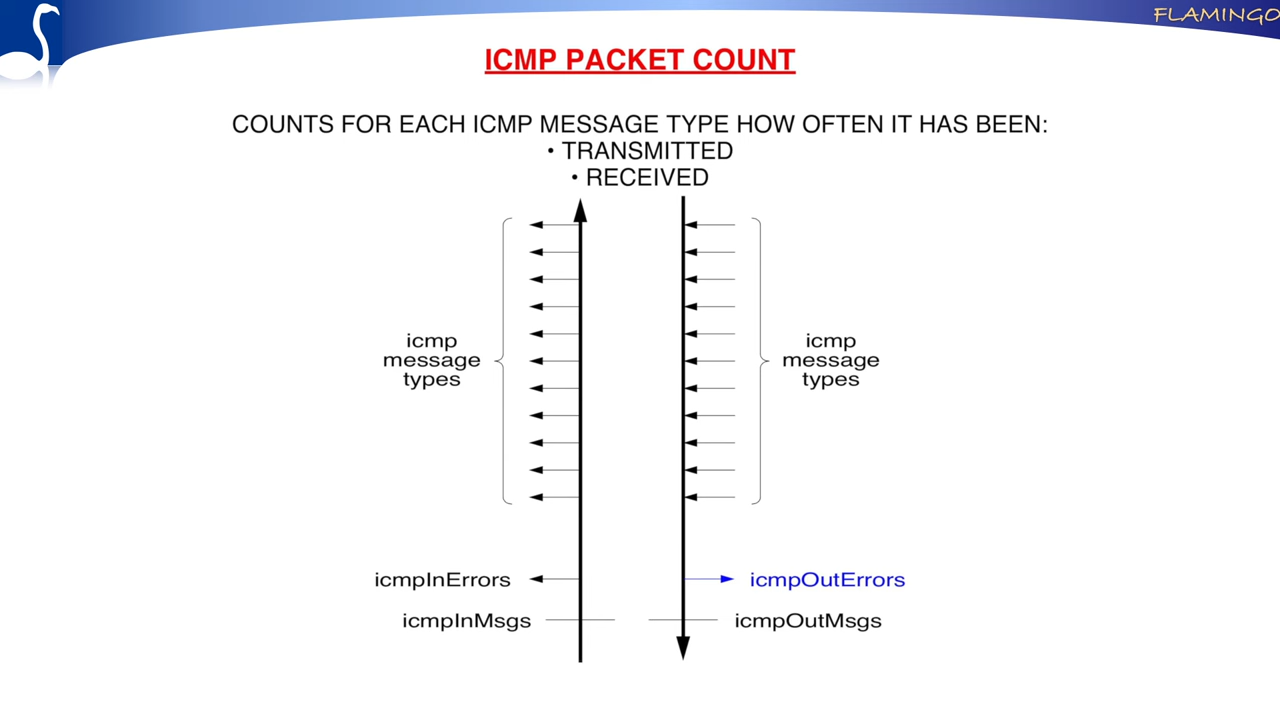 FLAMINGO
ICMP PACKET COUNT
COUNTS FOR EACH ICMP MESSAGE TYPE HOW OFTEN IT HAS BEEN:
• TRANSMITTED
• RECEIVED
icmp
message
types
icmp
message
types
icmpInErrors
icmpOutErrors
icmpInMsgs
icmpOutMsgs